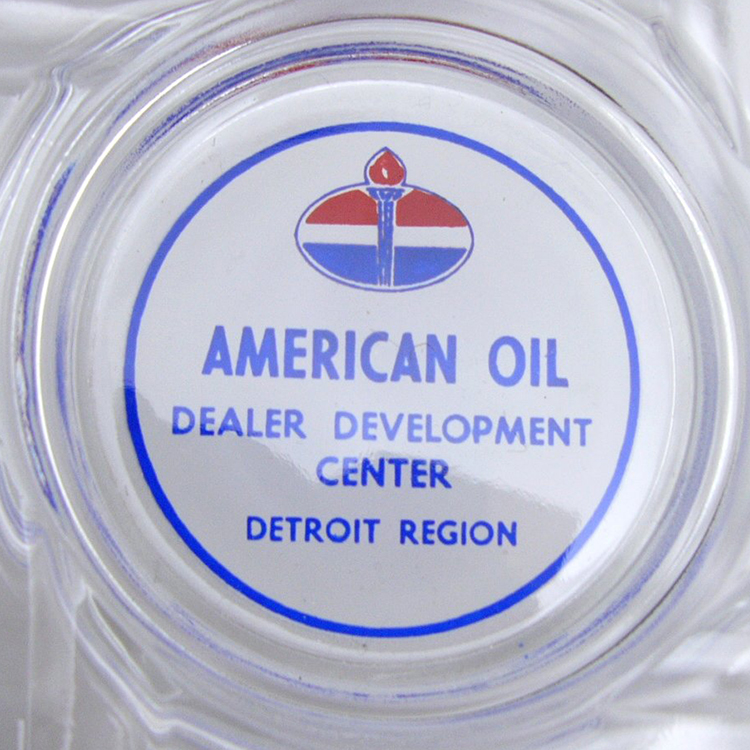 AMERICAN OIL
DEALER DEVELOPMENT
CENTER
DETROIT REGION